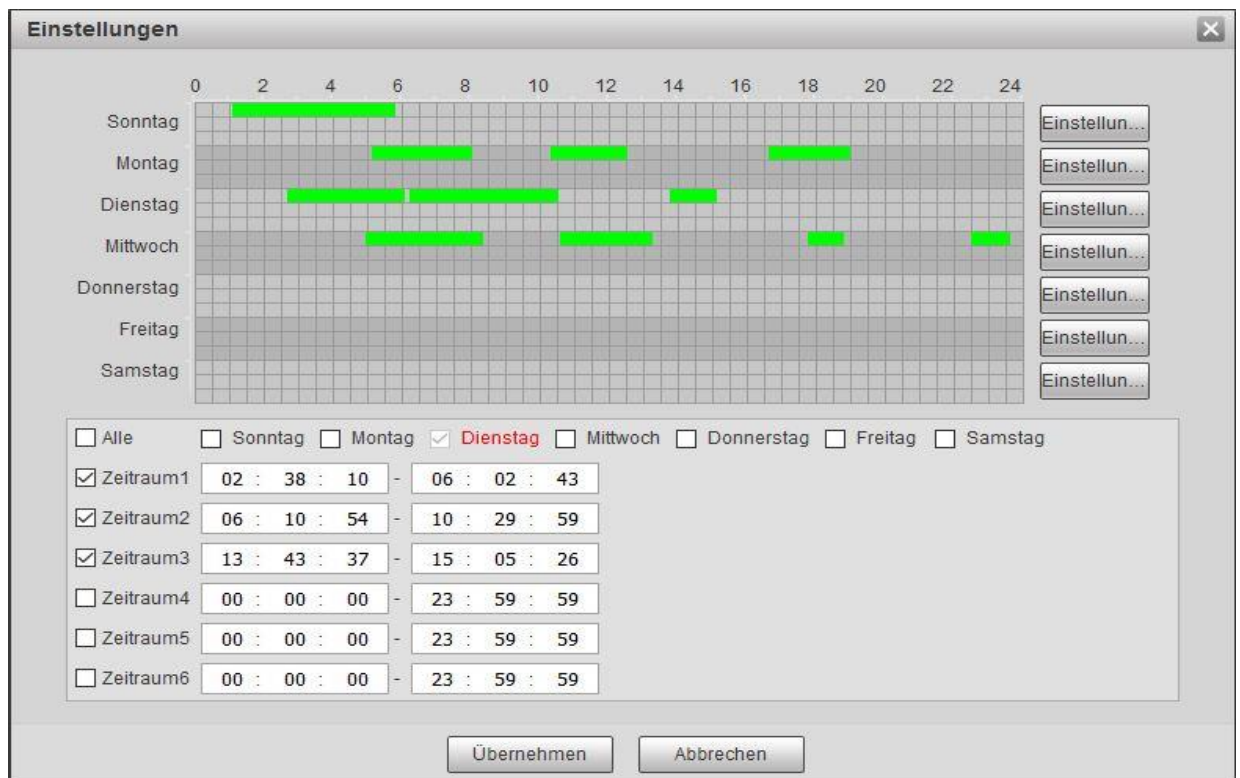 Einstellungen
0 2 4 6 8 10 12 14 16 18 20 22 24
Sonntag Einstellun...
Montag Einstellun...
Dienstag Einstellun...
Mittwoch Einstellun...
Donnerstag Einstellun...
Freitag Einstellun...
Samstag Einstellun...
Alle Sonntag Montag Dienstag Mittwoch Donnerstag Freitag Samstag
Zeitraum1 02 : 38 : 10 - 06 : 02 : 43
Zeitraum2 06 : 10 : 54 - 10 : 29 : 59
Zeitraum3 13 : 43 : 37 - 15 : 05 : 26
Zeitraum4 00 : 00 : 00 - 23 : 59 : 59
Zeitraum5 00 : 00 : 00 - 23 : 59 : 59
Zeitraum6 00 : 00 : 00 - 23 : 59 : 59
Übernehmen Abbrechen